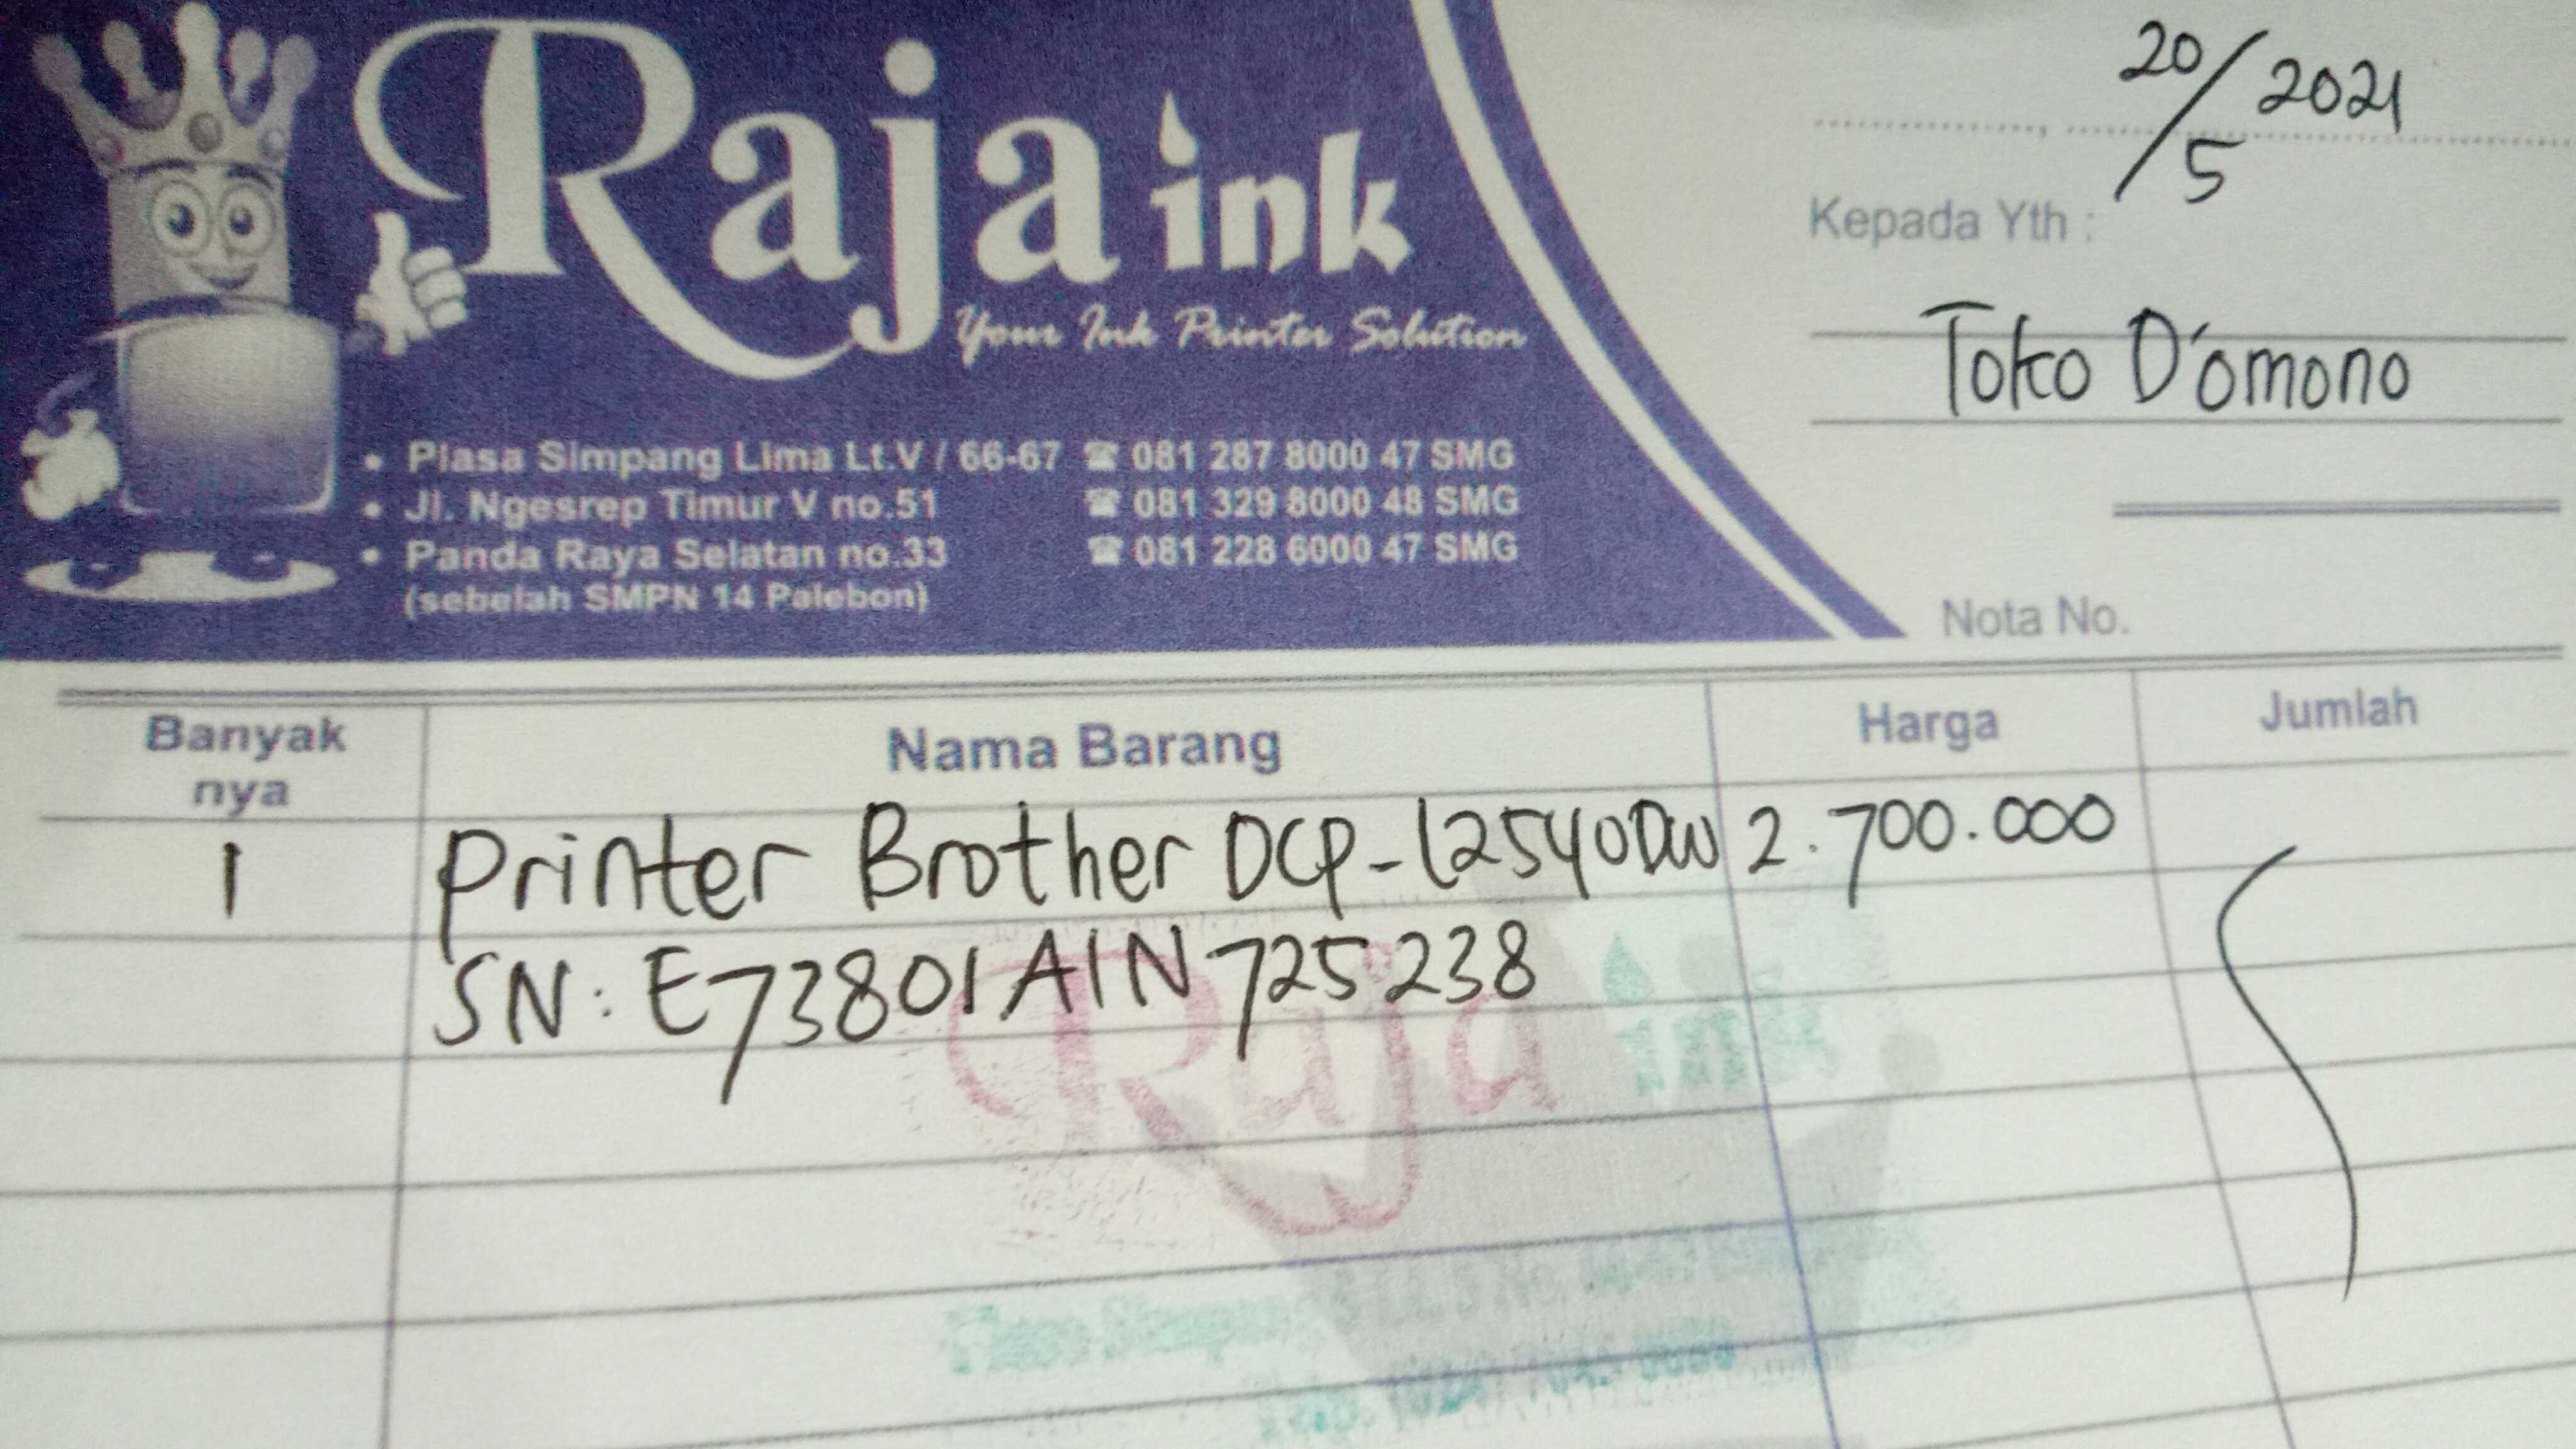 Raja ink
Your Ink Printer Solution
• Plasa Simpang Lima Lt.V / 66-67 ☎ 081 287 8000 47 SMG
• Jl. Ngesrep Timur V no.51 ☎ 081 329 8000 48 SMG
• Panda Raya Selatan no.33 ☎ 081 228 6000 47 SMG
(sebelah SMPN 14 Palebon)
20/5 2021
Kepada Yth :
Toko D'omono
Nota No.
Banyak nya Nama Barang Harga Jumlah
1 Printer Brother DCP-L2540DW 2.700.000
SN: E73801A1N725238
Raja ink